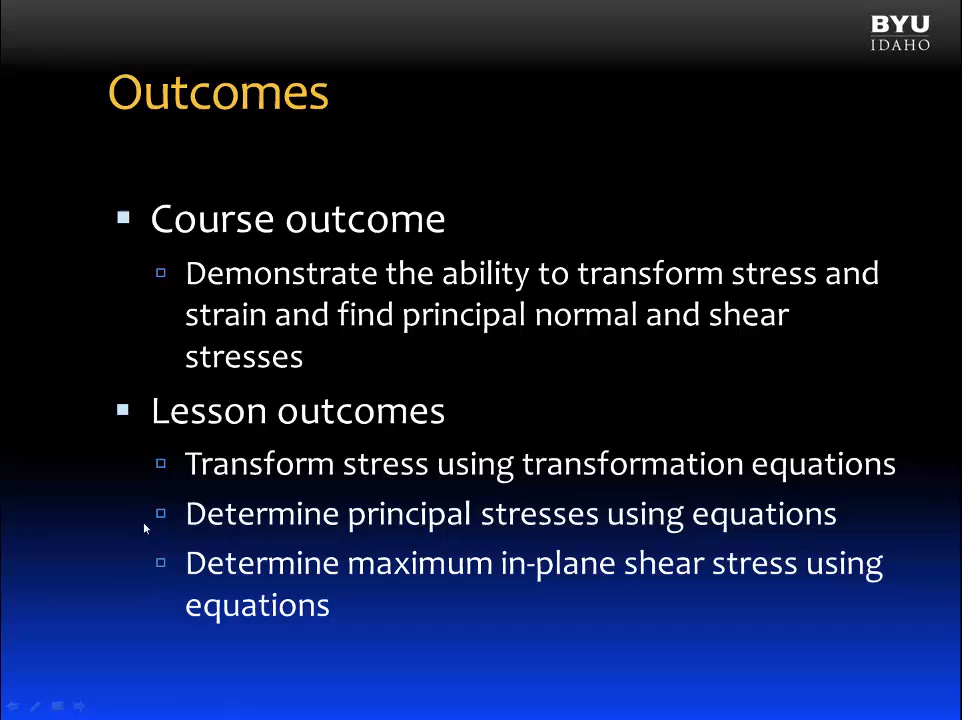 BYU
IDAHO
Outcomes
Course outcome
Demonstrate the ability to transform stress and
strain and find principal normal and shear
stresses
Lesson outcomes
Transform stress using transformation equations
Determine principal stresses using equations
Determine maximum in-plane shear stress using
equations